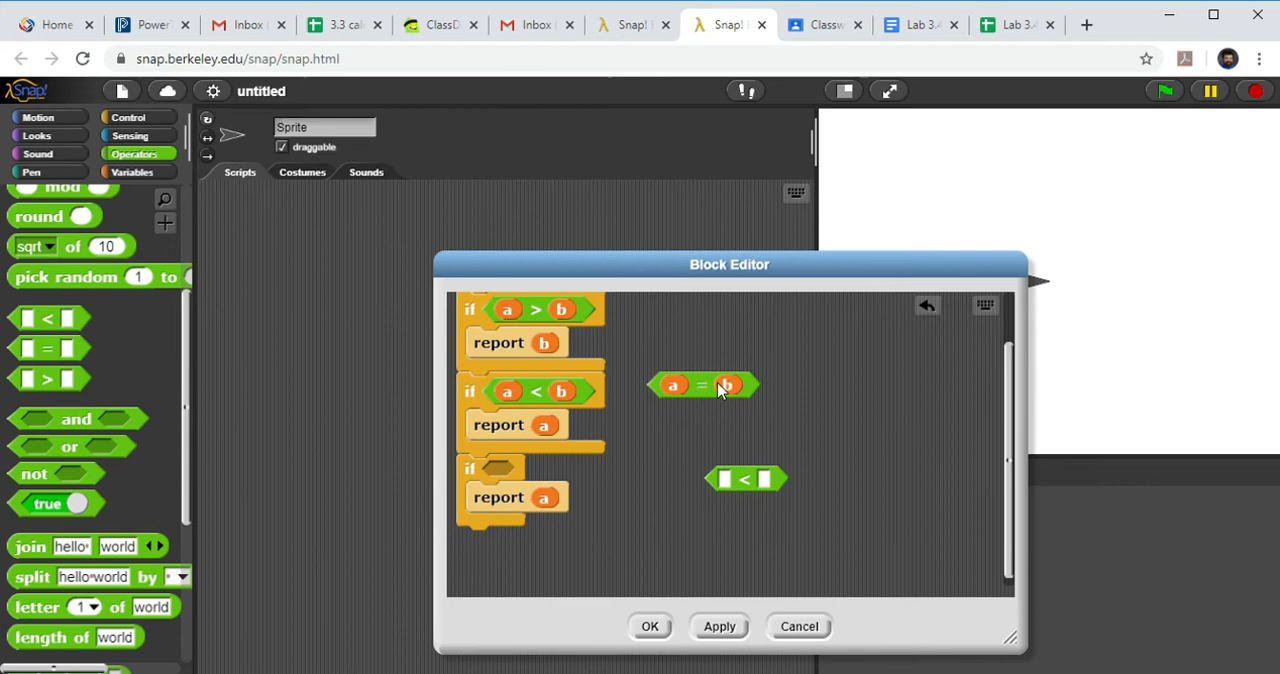 Home PowerT Inbox ( 3.3 cal ClassD Inbox ( Snap! Snap! Classw Lab 3. Lab 3.
snap.berkeley.edu/snap/snap.html
Snap! untitled
Motion Control
Looks Sensing
Sound Operators
Pen Variables
Sprite
draggable
Scripts Costumes Sounds
mod
round
sqrt of 10
pick random 1 to
<
=
>
and
or
not
true
join hello world
split hello world by
letter 1 of world
length of world
Block Editor
if a > b
report b
if a < b
report a
if
report a
a = b
<
OK Apply Cancel